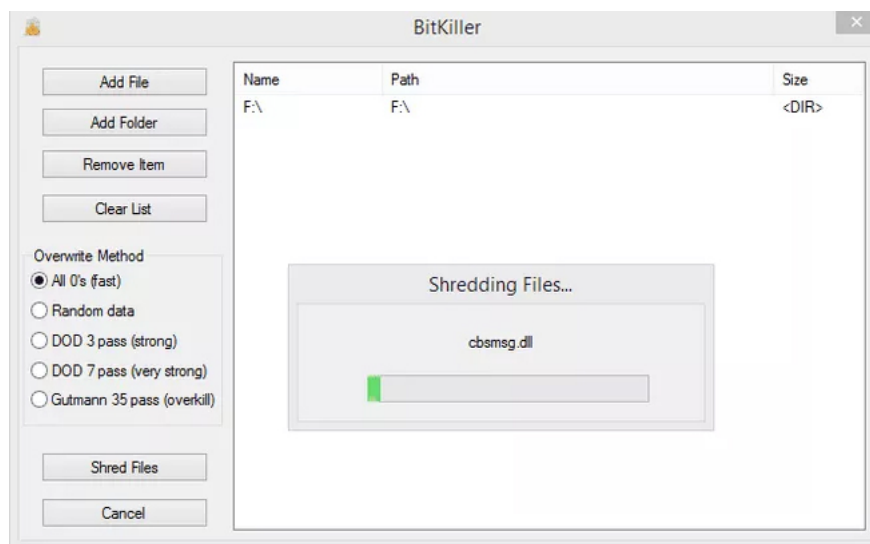 BitKiller
Add File
Add Folder
Remove Item
Clear List
Overwrite Method
All 0's (fast)
Random data
DOD 3 pass (strong)
DOD 7 pass (very strong)
Gutmann 35 pass (overkill)
Shred Files
Cancel
Name Path Size
F:\ F:\ <DIR>
Shredding Files...
cbsmsg.dll